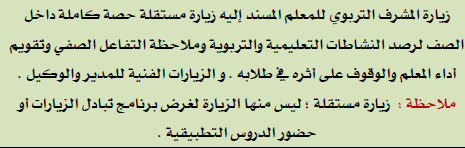 زيارة المشرف التربوي للمعلم المسند إليه زيارة مستقلة حصة كاملة داخل
الصف لرصد النشاطات التعليمية والتربوية وملاحظة التفاعل الصفي وتقويم
أداء المعلم والوقوف على أثره في طلابه . و الزيارات الفنية للمدير والوكيل .
ملاحظة : زيارة مستقلة ؛ ليس منها الزيارة لغرض برنامج تبادل الزيارات أو
حضور الدروس التطبيقية .